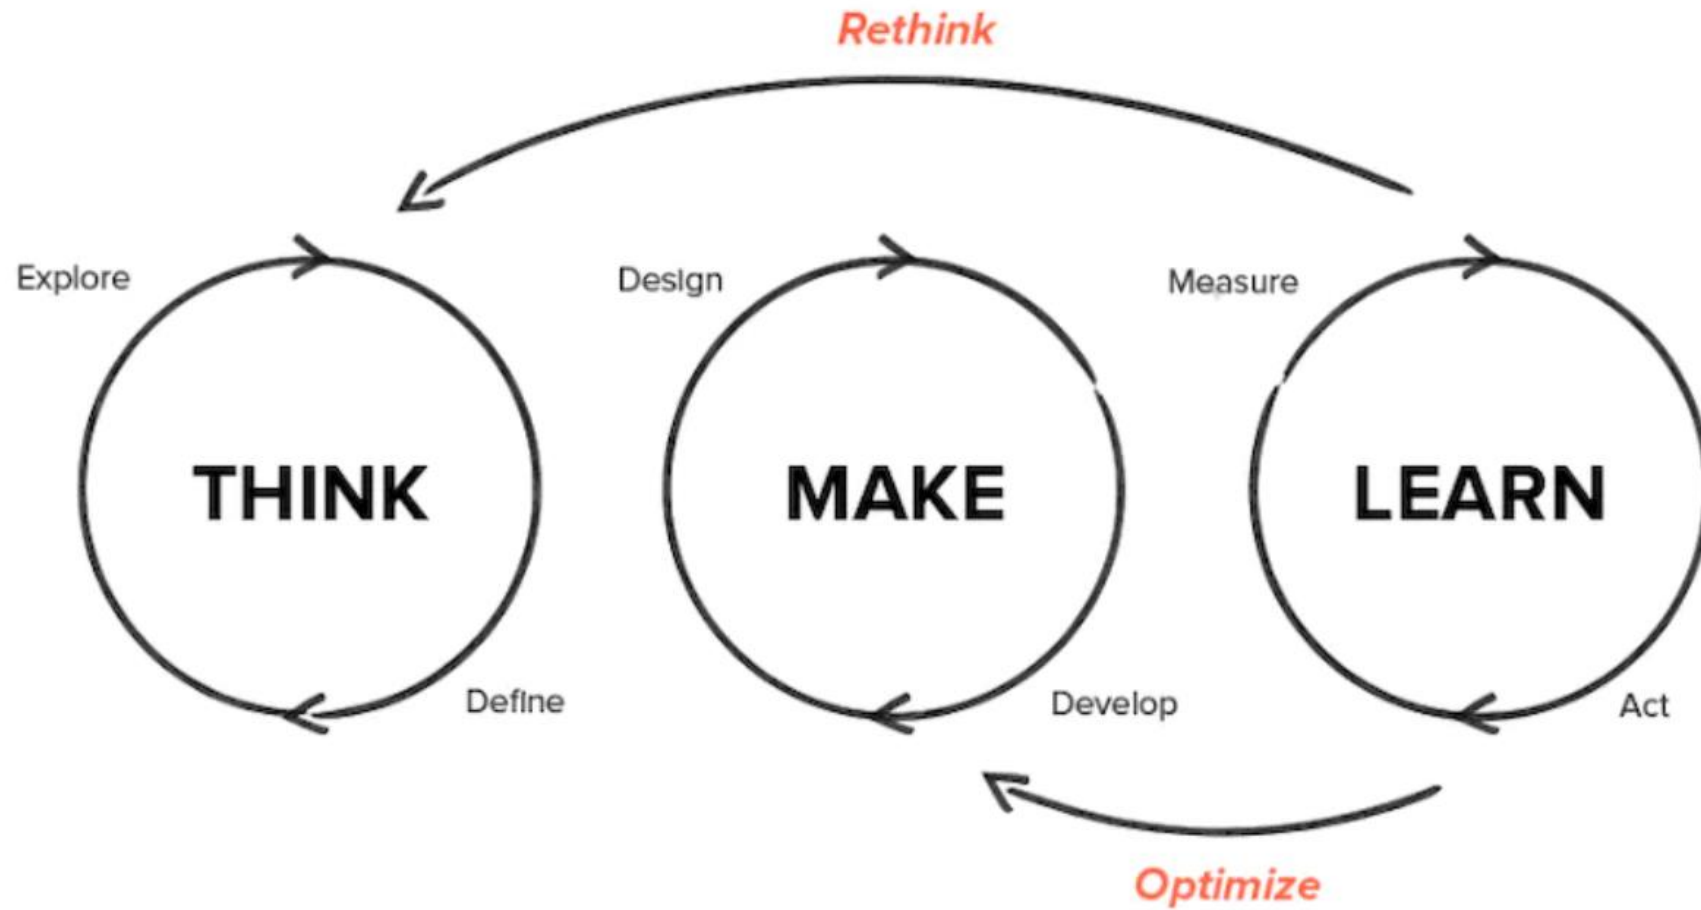 Rethink
Explore
Design
Measure
THINK
MAKE
LEARN
Define
Develop
Act
Optimize